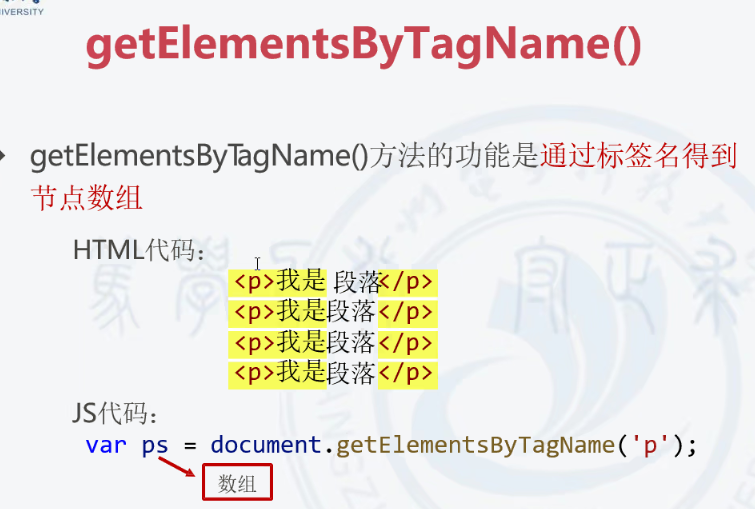 IVERSITY
getElementsByTagName()
getElementsByTagName()方法的功能是通过标签名得到
节点数组
HTML代码：
<p>我是 段落</p>
<p>我是段落</p>
<p>我是段落</p>
<p>我是段落</p>
JS代码：
var ps = document.getElementsByTagName('p');
数组